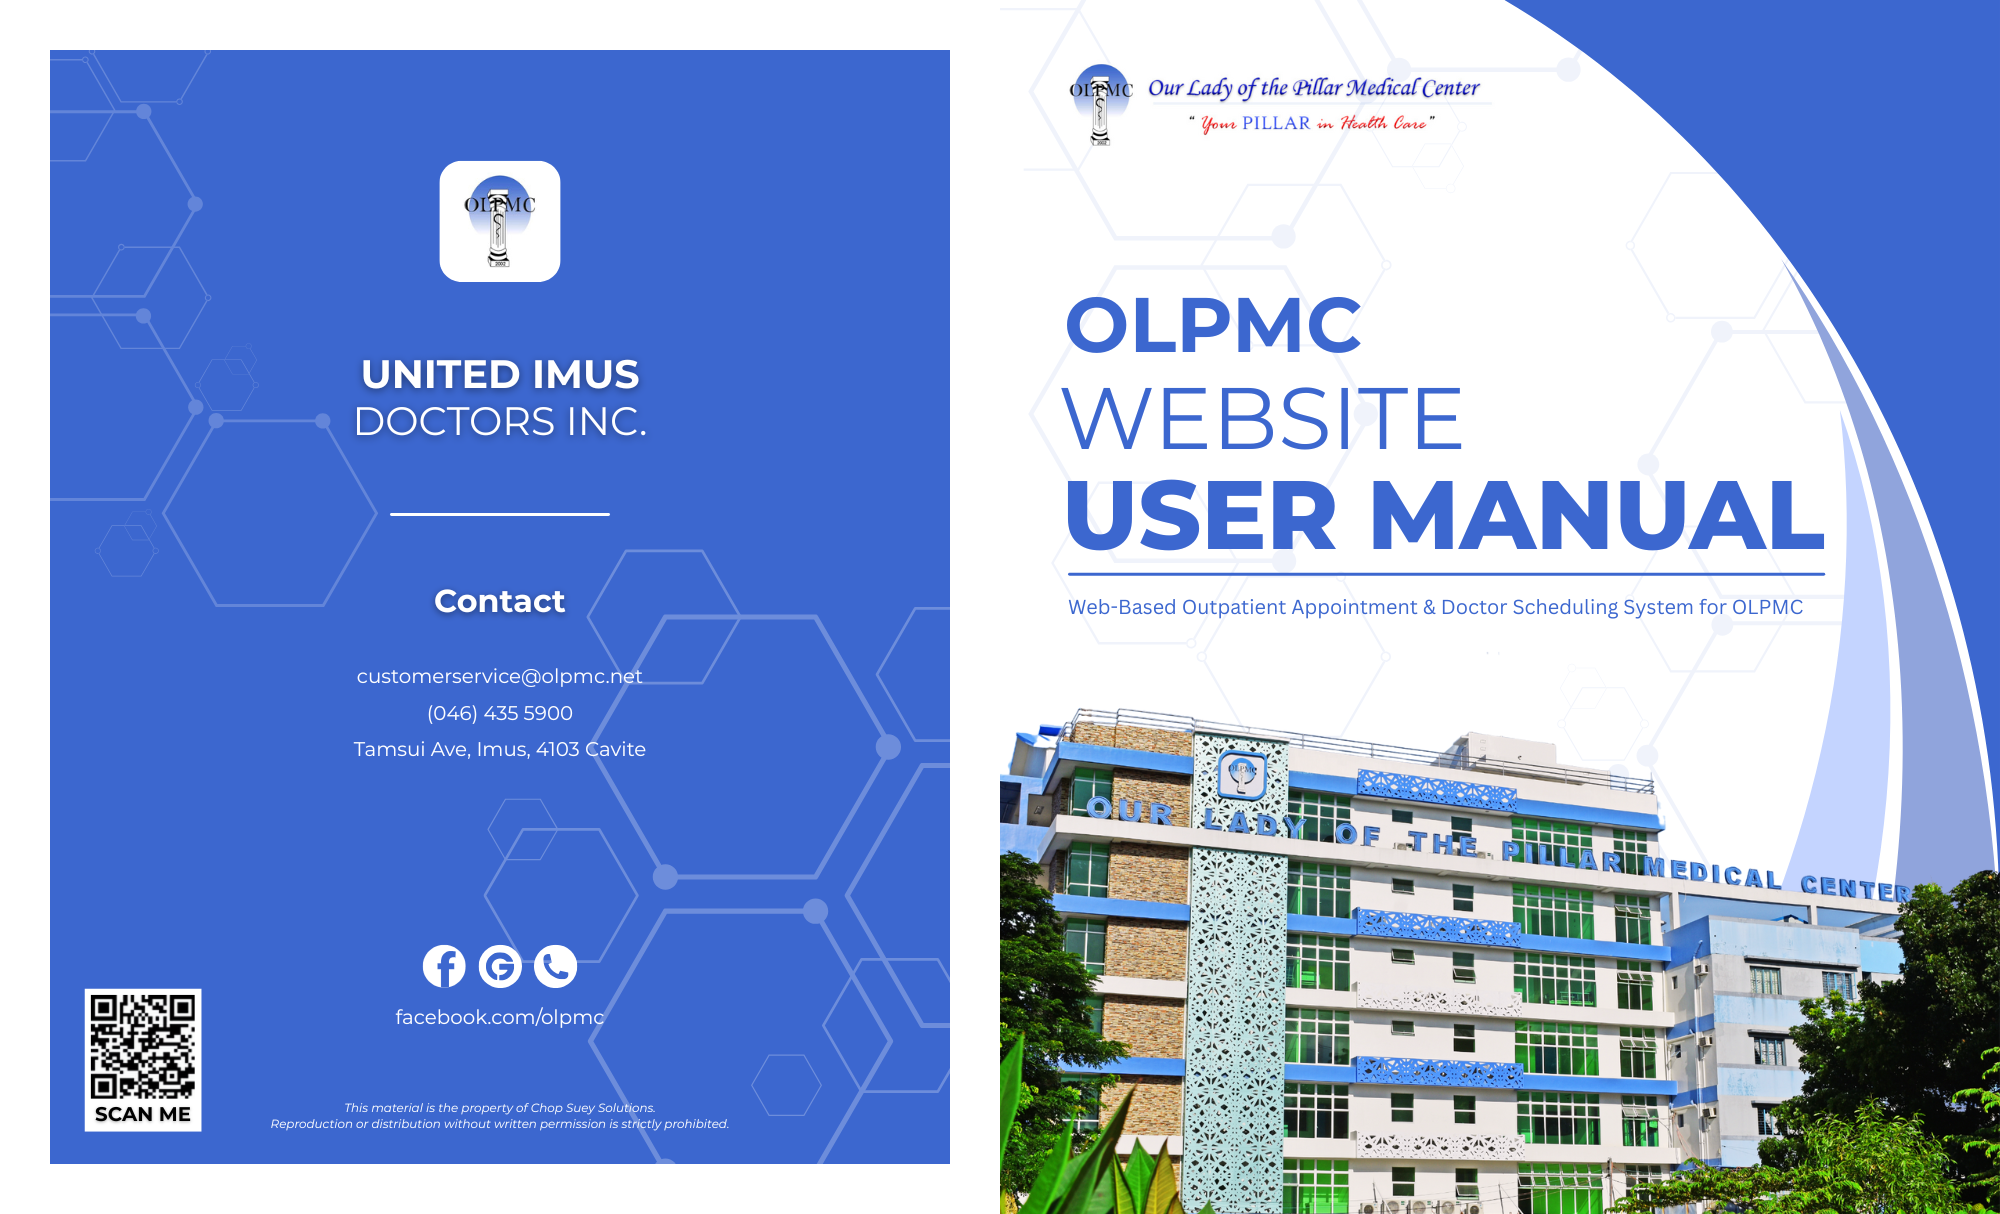 OLPMC
2002
UNITED IMUS
DOCTORS INC.
Contact
customerservice@olpmc.net
(046) 435 5900
Tamsui Ave, Imus, 4103 Cavite
facebook.com/olpmc
SCAN ME
This material is the property of Chop Suey Solutions.
Reproduction or distribution without written permission is strictly prohibited.
OLPMC
2002
Our Lady of the Pillar Medical Center
“ Your PILLAR in Health Care ”
OLPMC
WEBSITE
USER MANUAL
Web-Based Outpatient Appointment & Doctor Scheduling System for OLPMC
OLPMC
OUR LADY OF THE PILLAR MEDICAL CENTER